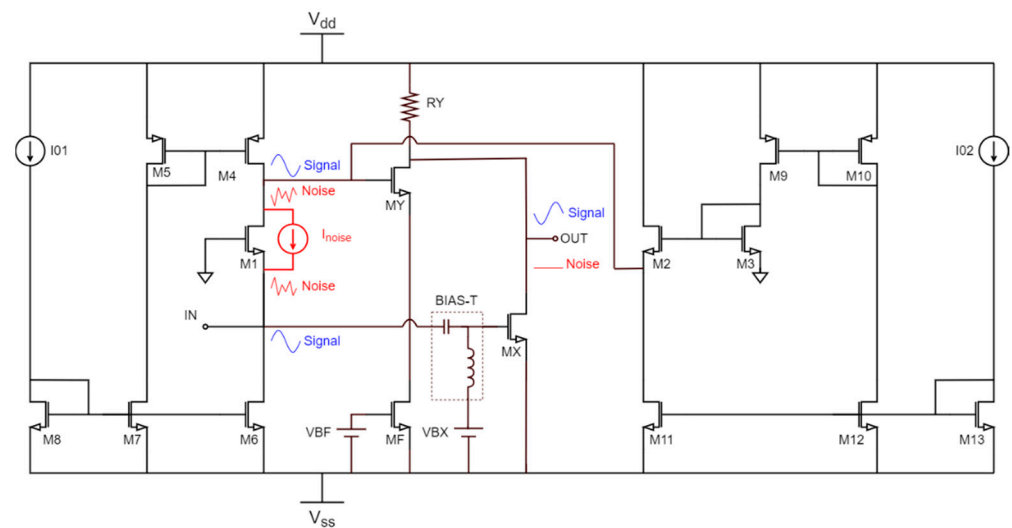 Vdd
RY
I01
I02
M5
M4
Signal
Noise
MY
M9
M10
Signal
OUT
Noise
Inoise
M1
M2
M3
Noise
BIAS-T
IN
Signal
MX
VBF
VBX
M8
M7
M6
MF
M11
M12
M13
Vss